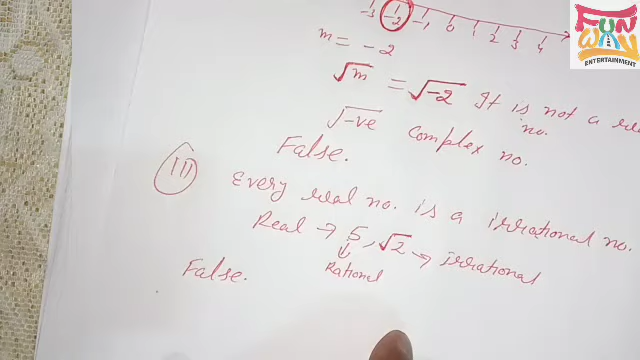 FUN
WAY
ENTERTAINMENT
-3 -2 -1 0 1 2 3 4
m = -2
√m = √-2 It is not a
no.
√-ve Complex no.
False.
III Every real no. is a irrational no.
Real → 5, √2 → irrational
↓
Rational
False.